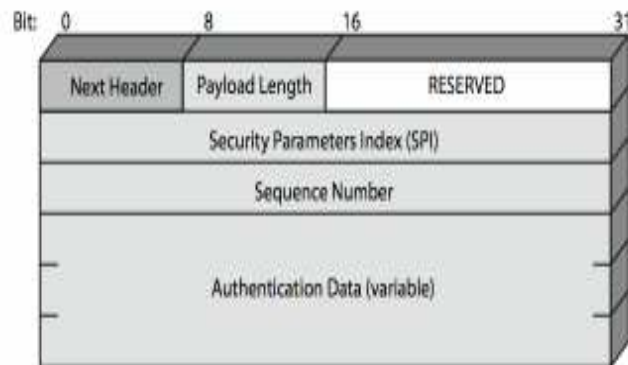 Bit: 0 8 16 31
Next Header Payload Length RESERVED
Security Parameters Index (SPI)
Sequence Number
Authentication Data (variable)